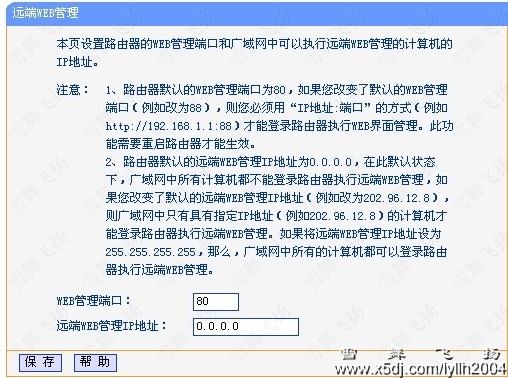 远端WEB管理
本页设置路由器的WEB管理端口和广域网中可以执行远端WEB管理的计算机的
IP地址。
注意： 1、路由器默认的WEB管理端口为80，如果您改变了默认的WEB管理
端口（例如改为88），则您必须用“IP地址:端口”的方式（例如
http://192.168.1.1:88）才能登录路由器执行WEB界面管理。此功
能需要重启路由器才能生效。
2、路由器默认的远端WEB管理IP地址为0.0.0.0，在此默认状态
下，广域网中所有计算机都不能登录路由器执行远端WEB管理，如
果您改变了默认的远端WEB管理IP地址（例如改为202.96.12.8），
则广域网中只有具有指定IP地址（例如202.96.12.8）的计算机才
能登录路由器执行远端WEB管理。如果将远端WEB管理IP地址设为
255.255.255.255，那么，广域网中所有的计算机都可以登录路由
器执行远端WEB管理。
WEB管理端口： 80
远端WEB管理IP地址： 0.0.0.0
保 存 帮 助
雪 舞 飞 扬
www.x5dj.com/lyllh2004